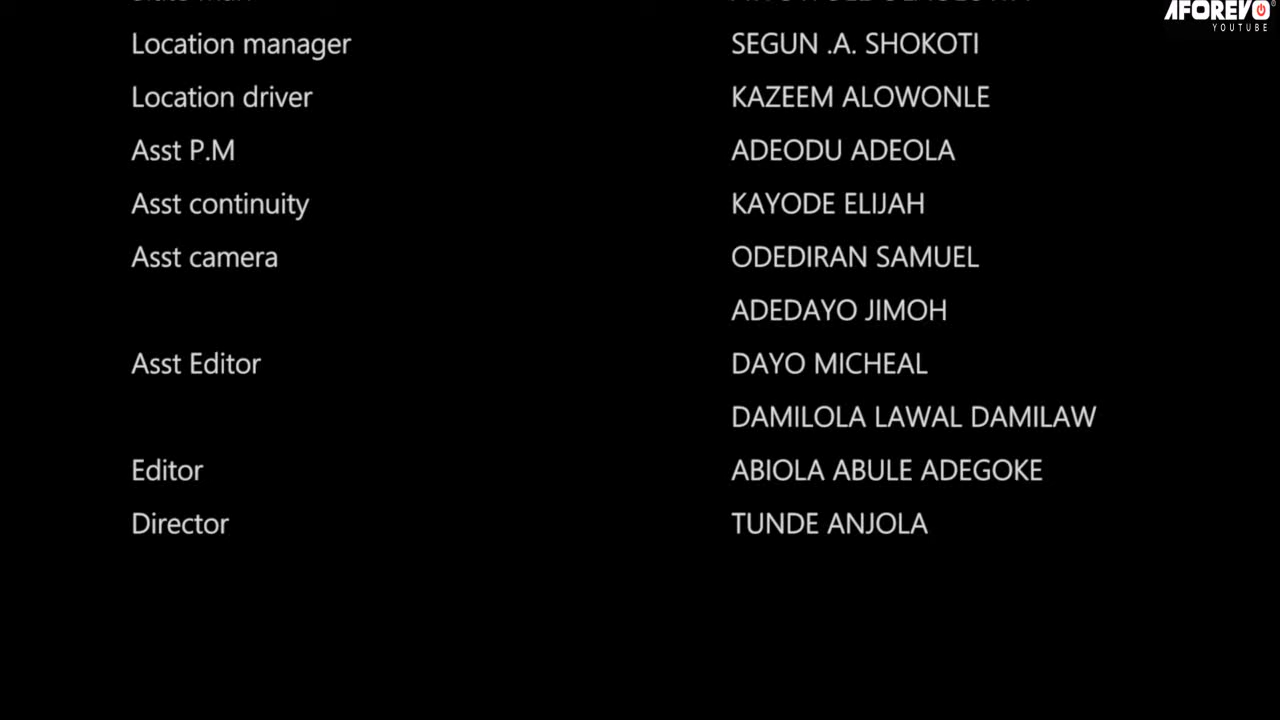 AFOREVO
YOUTUBE
Location manager SEGUN .A. SHOKOTI
Location driver KAZEEM ALOWONLE
Asst P.M ADEODU ADEOLA
Asst continuity KAYODE ELIJAH
Asst camera ODEDIRAN SAMUEL
ADEDAYO JIMOH
Asst Editor DAYO MICHEAL
DAMILOLA LAWAL DAMILAW
Editor ABIOLA ABULE ADEGOKE
Director TUNDE ANJOLA